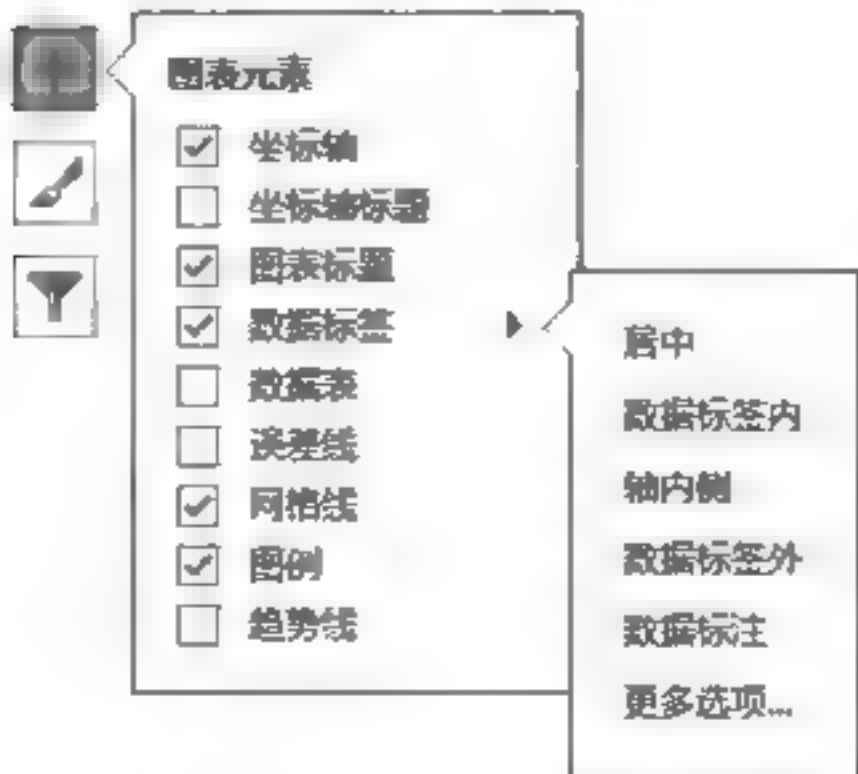 图表元素
坐标轴
坐标轴标题
图表标题
数据标签
数据表
误差线
网格线
图例
趋势线
居中
数据标签内
轴内侧
数据标签外
数据标注
更多选项...